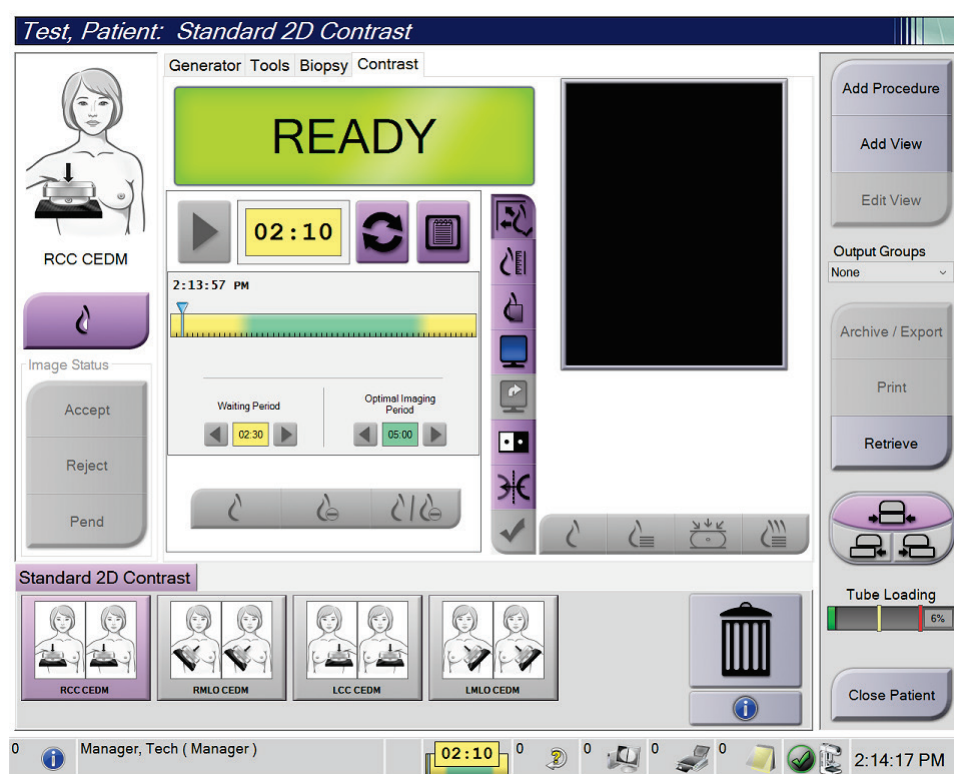 Test, Patient:  Standard 2D Contrast
Generator Tools Biopsy Contrast
READY
RCC CEDM
02:10
2:13:57 PM
Waiting Period
02:30
Optimal Imaging
Period
05:00
Image Status
Accept
Reject
Pend
Add Procedure
Add View
Edit View
Output Groups
None
Archive / Export
Print
Retrieve
Tube Loading
6%
Close Patient
Standard 2D Contrast
RCC CEDM
RMLO CEDM
LCC CEDM
LMLO CEDM
0
Manager, Tech ( Manager )
02:10
0
0
0
0
2:14:17 PM